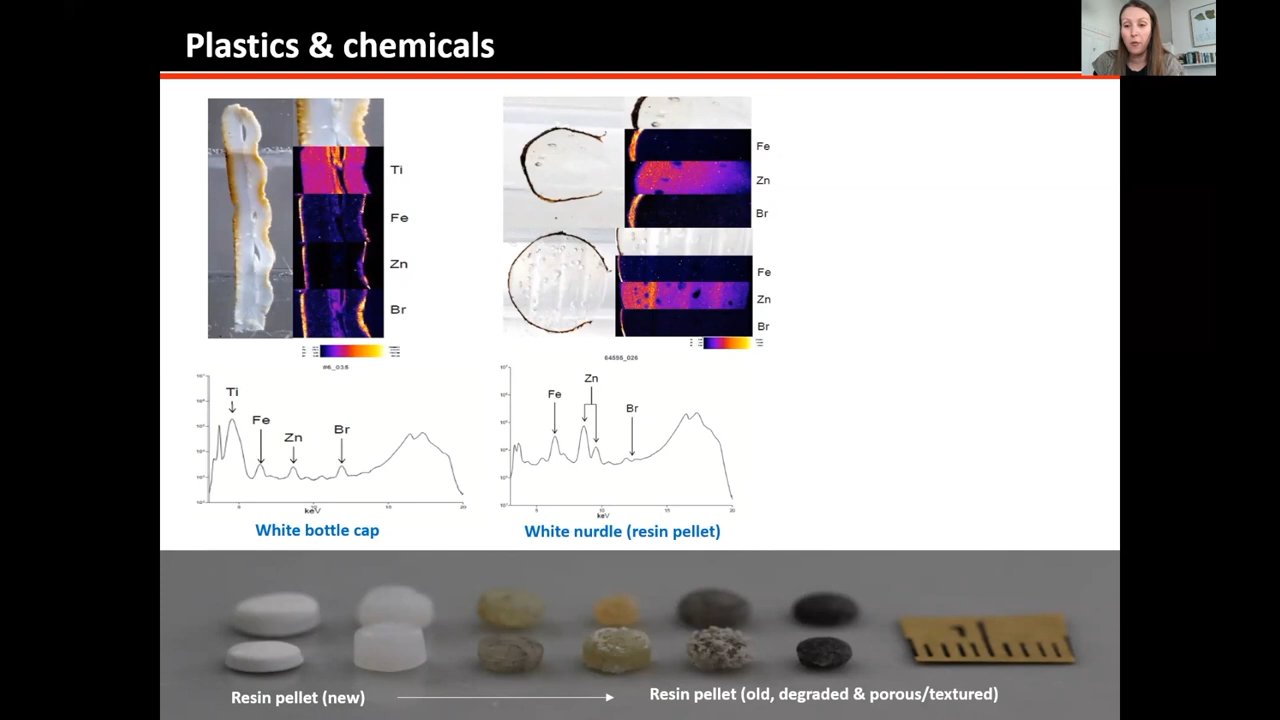 Plastics & chemicals
Ti
Fe
Zn
Br
Fe
Zn
Br
Fe
Zn
Br
64555_026
Ti
Fe
Zn
Br
keV
White bottle cap
Fe
Zn
Br
keV
White nurdle (resin pellet)
Resin pellet (new)
Resin pellet (old, degraded & porous/textured)